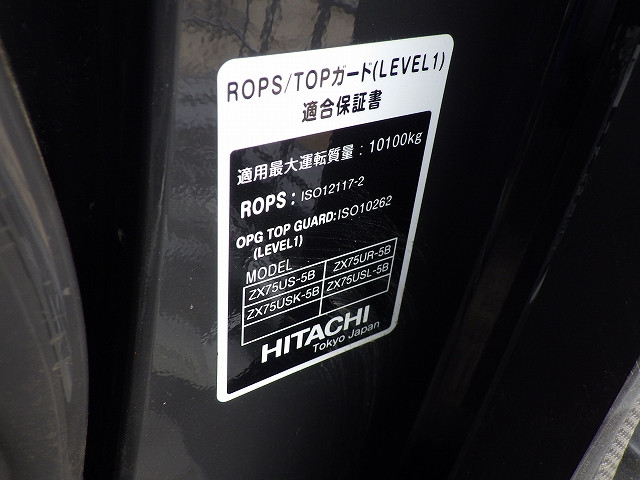 ROPS/TOPガード(LEVEL1)
適合保証書
適用最大運転質量：10100kg
ROPS：ISO12117-2
OPG TOP GUARD:ISO10262
(LEVEL1)
MODEL
ZX75US-5B ZX75UR-5B
ZX75USK-5B ZX75USL-5B
HITACHI
Tokyo Japan